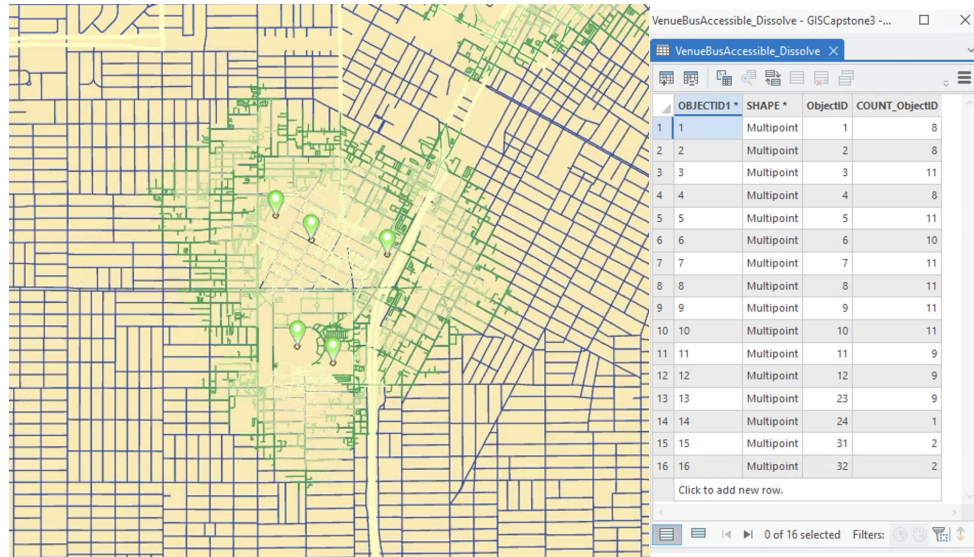 VenueBusAccessible_Dissolve - GISCapstone3 -...
VenueBusAccessible_Dissolve
OBJECTID1 * SHAPE * ObjectID COUNT_ObjectID
1 1 Multipoint 1 8
2 2 Multipoint 2 8
3 3 Multipoint 3 11
4 4 Multipoint 4 8
5 5 Multipoint 5 11
6 6 Multipoint 6 10
7 7 Multipoint 7 11
8 8 Multipoint 8 11
9 9 Multipoint 9 11
10 10 Multipoint 10 11
11 11 Multipoint 11 9
12 12 Multipoint 12 9
13 13 Multipoint 23 9
14 14 Multipoint 24 1
15 15 Multipoint 31 2
16 16 Multipoint 32 2
Click to add new row.
0 of 16 selected Filters: